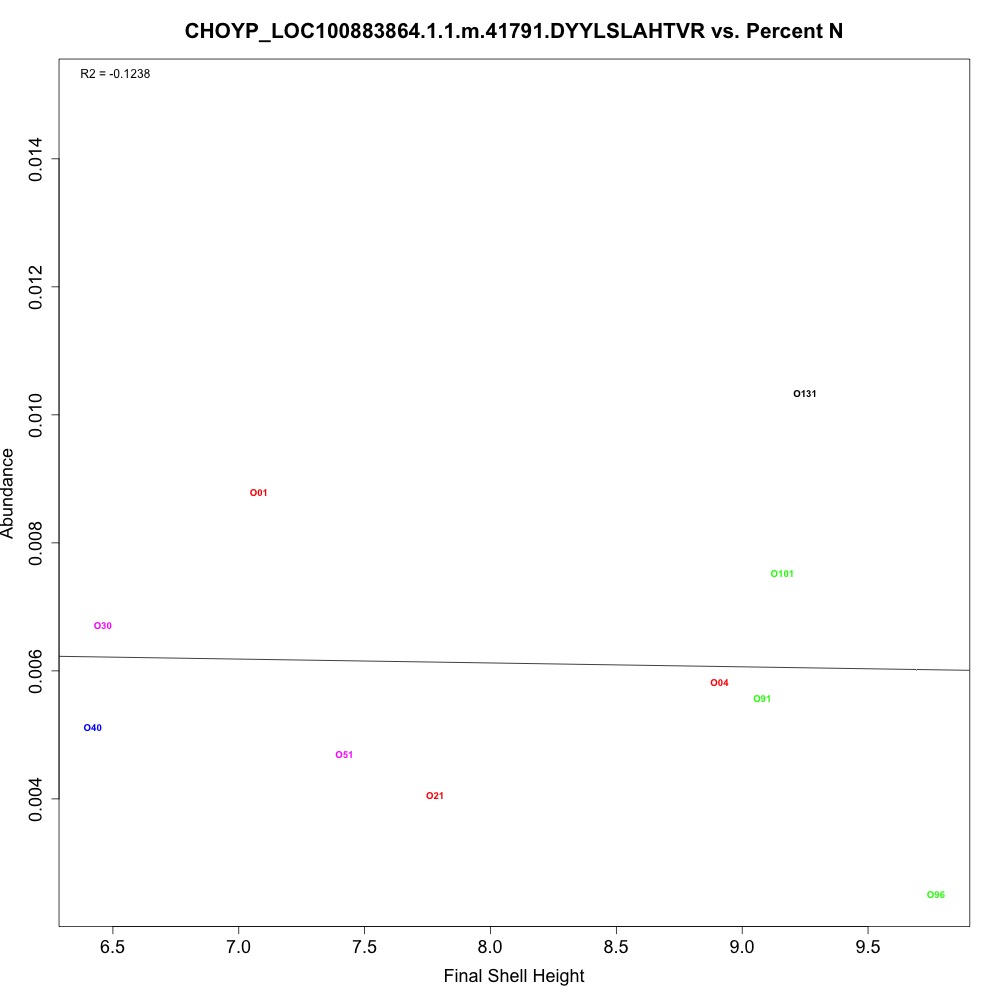 CHOYP_LOC100883864.1.1.m.41791.DYYLSLAHTVR vs. Percent N
R2 = -0.1238
0.014
0.012
0.010
0.008
0.006
0.004
Abundance
O131
O01
O101
O30
O04
O91
O40
O51
O21
O96
6.5 7.0 7.5 8.0 8.5 9.0 9.5
Final Shell Height